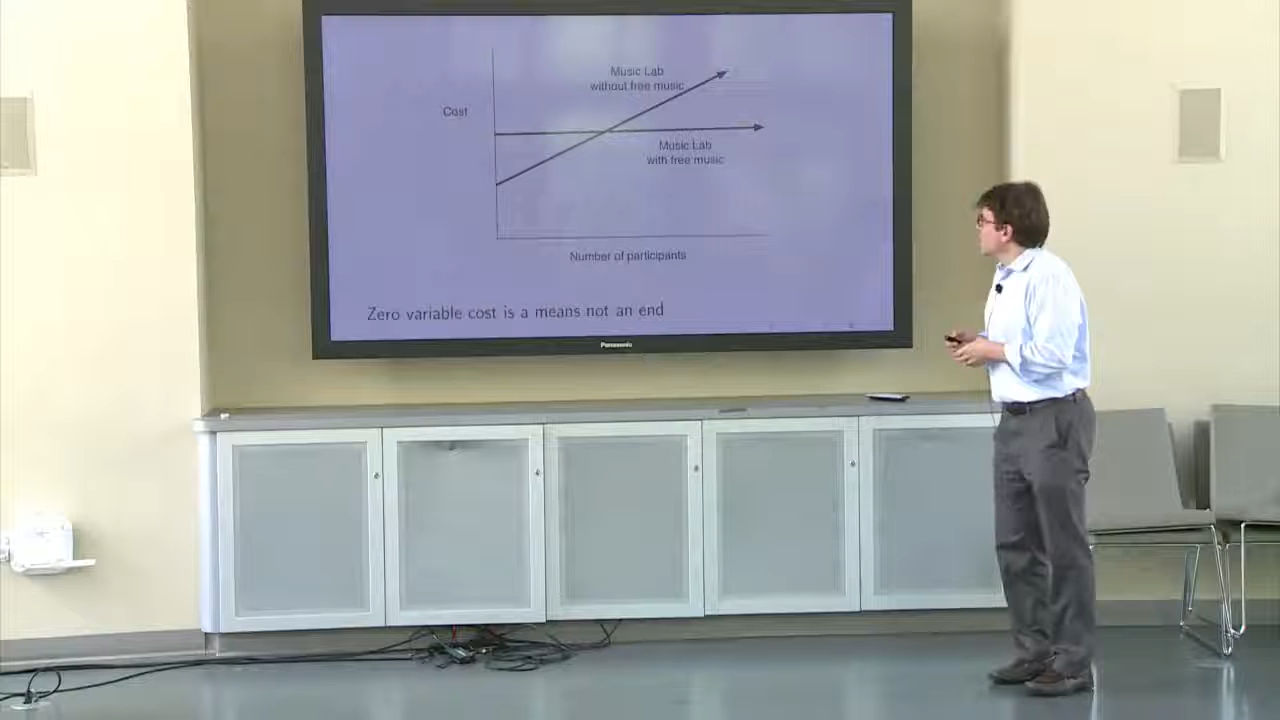 Music Lab
without free music
Cost
Music Lab
with free music
Number of participants
Zero variable cost is a means not an end
Panasonic